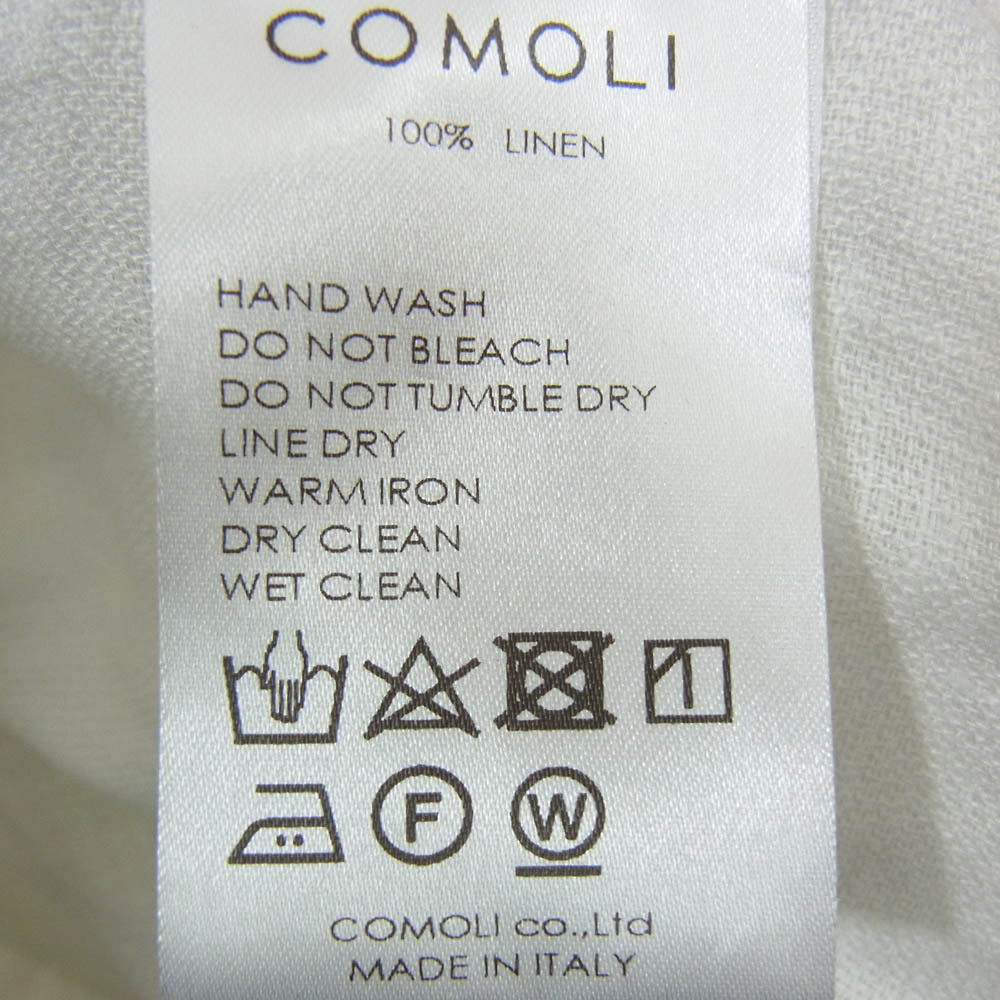 COMOLI
100% LINEN
HAND WASH
DO NOT BLEACH
DO NOT TUMBLE DRY
LINE DRY
WARM IRON
DRY CLEAN
WET CLEAN
F W
COMOLI co.,Ltd
MADE IN ITALY